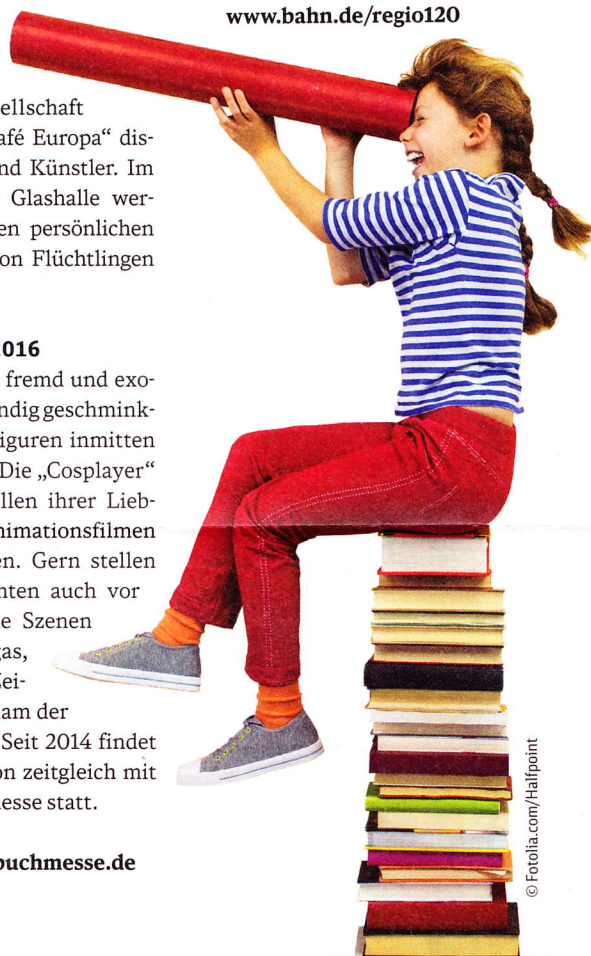 www.bahn.de/regio120
ellschaft
afé Europa“ dis-
nd Künstler. Im
Glashalle wer-
en persönlichen
on Flüchtlingen
016
fremd und exo-
ndig geschmink-
iguren inmitten
Die „Cosplayer“
llen ihrer Lieb-
nimationsfilmen
en. Gern stellen
nten auch vor
e Szenen
gas,
Zei-
am der
Seit 2014 findet
on zeitgleich mit
esse statt.
buchmesse.de
© Fotolia.com/Halfpoint